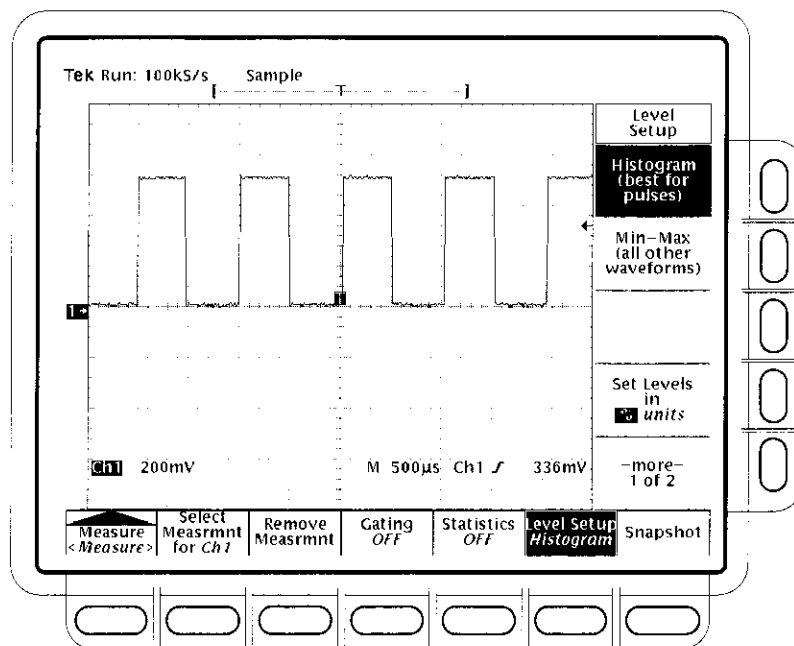 Tek Run: 100kS/s Sample
[ T ]
Level
Setup
Histogram
(best for
pulses)
Min–Max
(all other
waveforms)
T
1→
Set Levels
in
% units
–more–
1 of 2
Ch1 200mV M 500µs Ch1 ƒ 336mV
Measure
<Measure>
Select
Measrmnt
for Ch1
Remove
Measrmnt
Gating
OFF
Statistics
OFF
Level Setup
Histogram
Snapshot